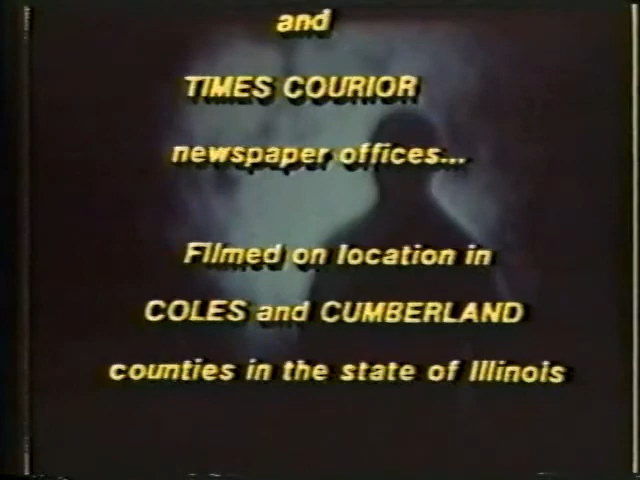 and
TIMES COURIOR
newspaper offices...
Filmed on location in
COLES and CUMBERLAND
counties in the state of Illinois